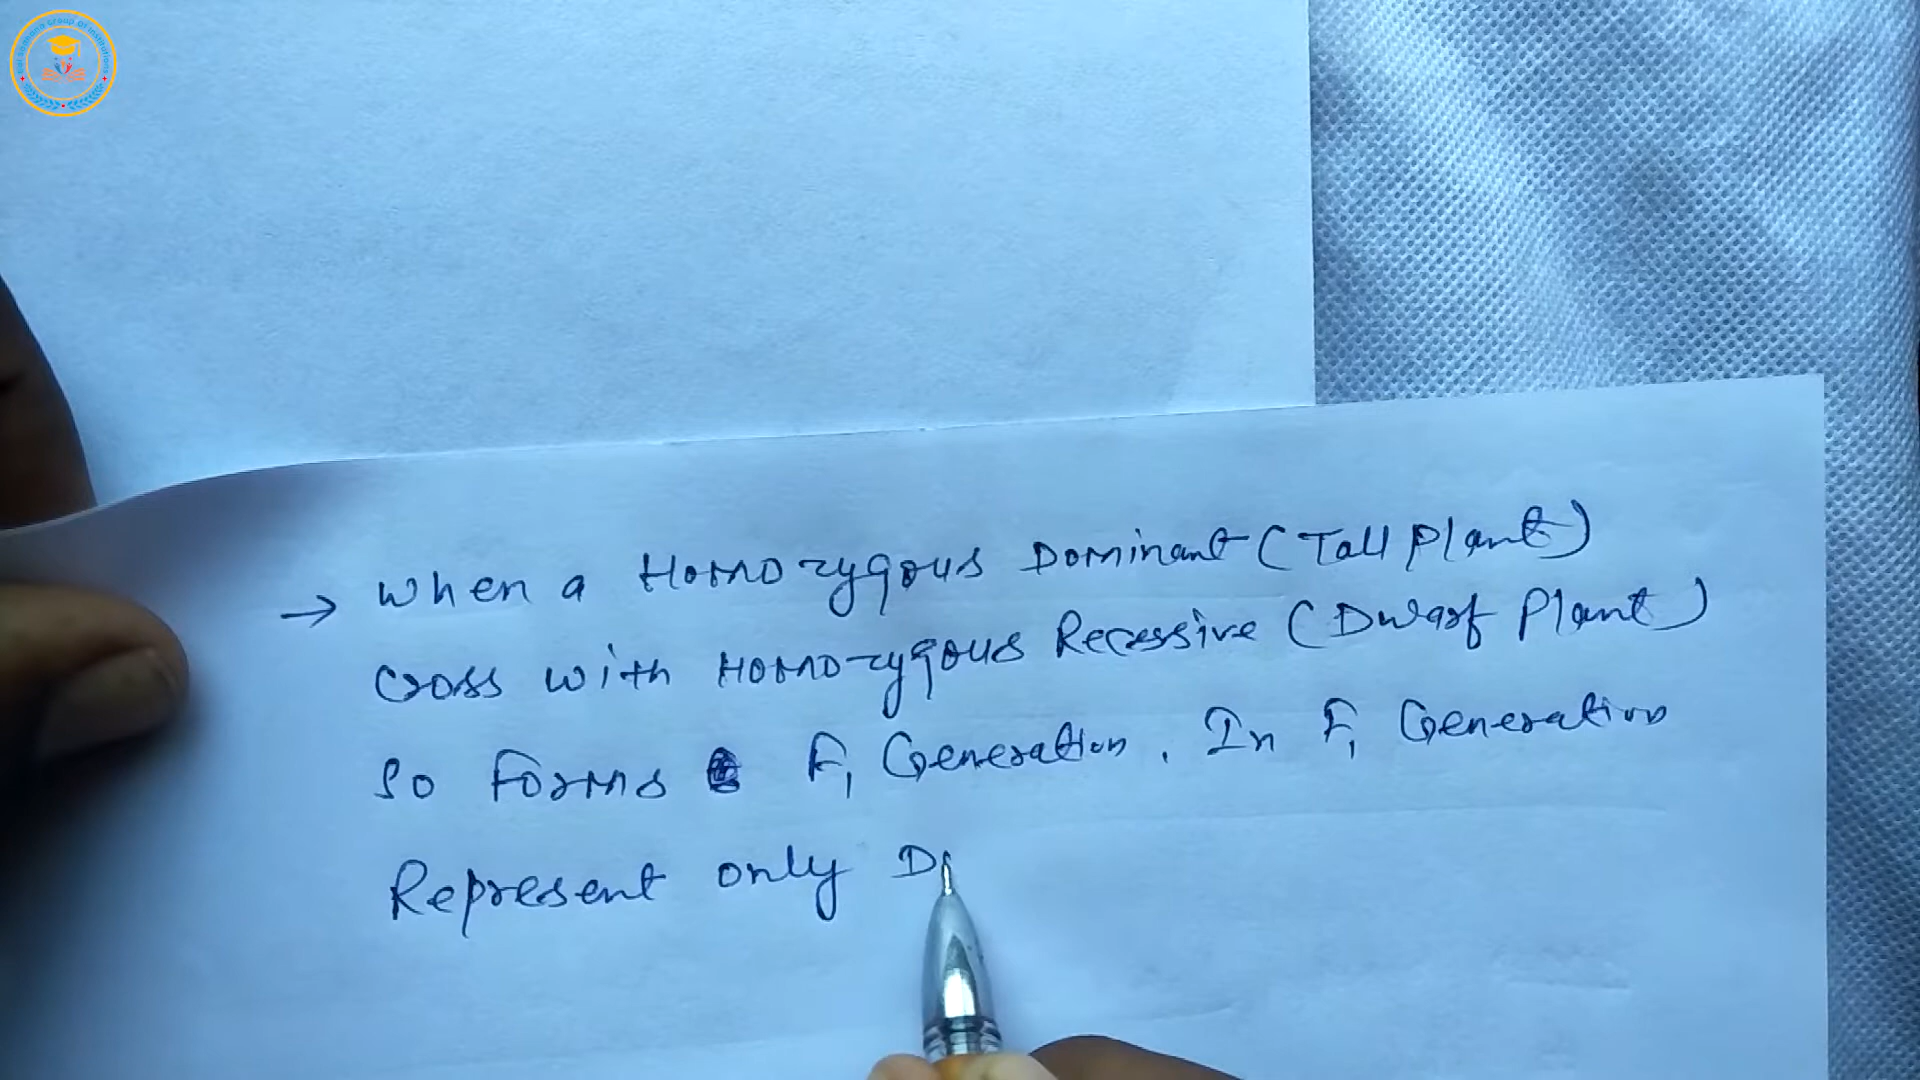 → When a Homozygous Dominant (Tall Plant)
Cross with Homozygous Recessive (Dwarf Plant)
So Forms F₁ Generation. In F₁ Generation
Represent only D